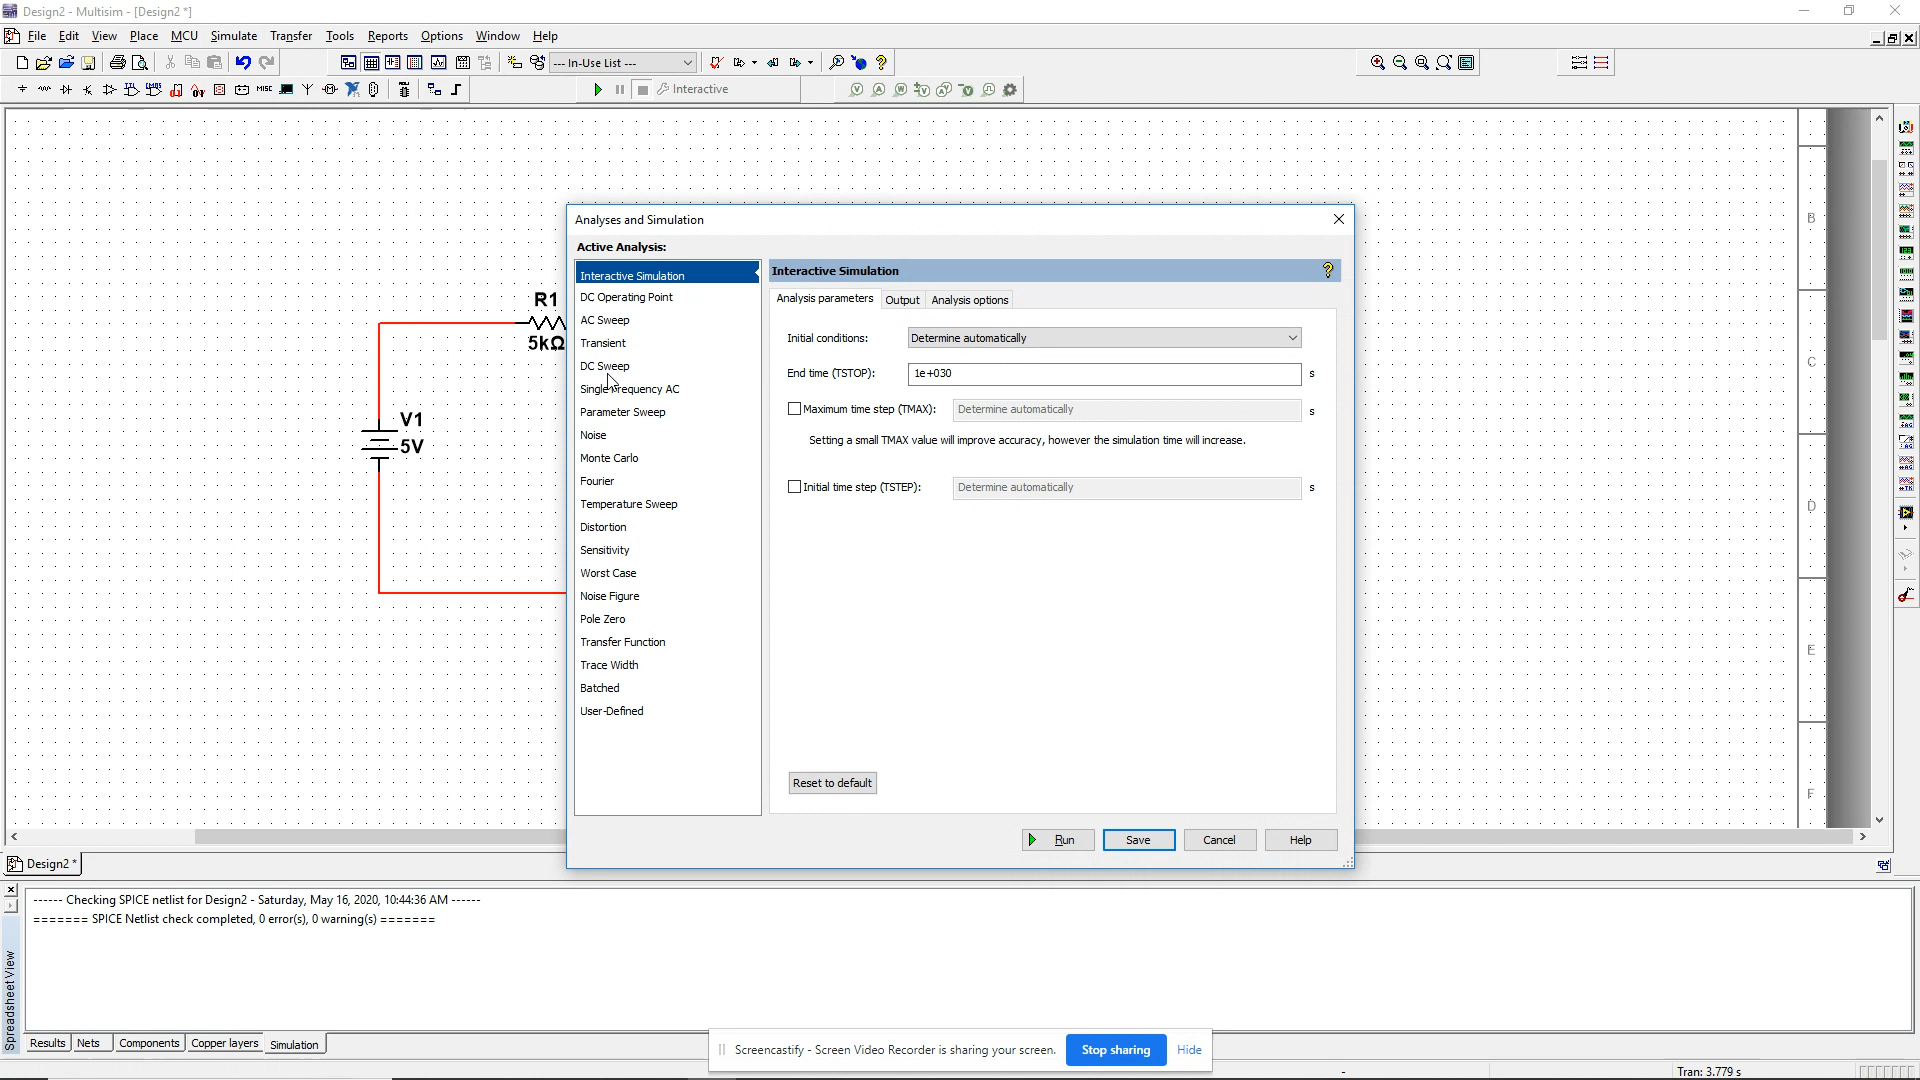 Design2 - Multisim - [Design2 *]
File Edit View Place MCU Simulate Transfer Tools Reports Options Window Help
--- In-Use List ---
MISC
Interactive
Analyses and Simulation
Active Analysis:
Interactive Simulation
DC Operating Point
AC Sweep
Transient
DC Sweep
Single Frequency AC
Parameter Sweep
Noise
Monte Carlo
Fourier
Temperature Sweep
Distortion
Sensitivity
Worst Case
Noise Figure
Pole Zero
Transfer Function
Trace Width
Batched
User-Defined
Interactive Simulation
Analysis parameters Output Analysis options
Initial conditions: Determine automatically
End time (TSTOP): 1e+030 s
Maximum time step (TMAX): Determine automatically s
Setting a small TMAX value will improve accuracy, however the simulation time will increase.
Initial time step (TSTEP): Determine automatically s
Reset to default
Run Save Cancel Help
R1
5kΩ
V1
5V
B
C
D
E
F
Design2 *
------ Checking SPICE netlist for Design2 - Saturday, May 16, 2020, 10:44:36 AM ------
======= SPICE Netlist check completed, 0 error(s), 0 warning(s) =======
Spreadsheet View
Results Nets Components Copper layers Simulation
Screencastify - Screen Video Recorder is sharing your screen. Stop sharing Hide
- Tran: 3.779 s